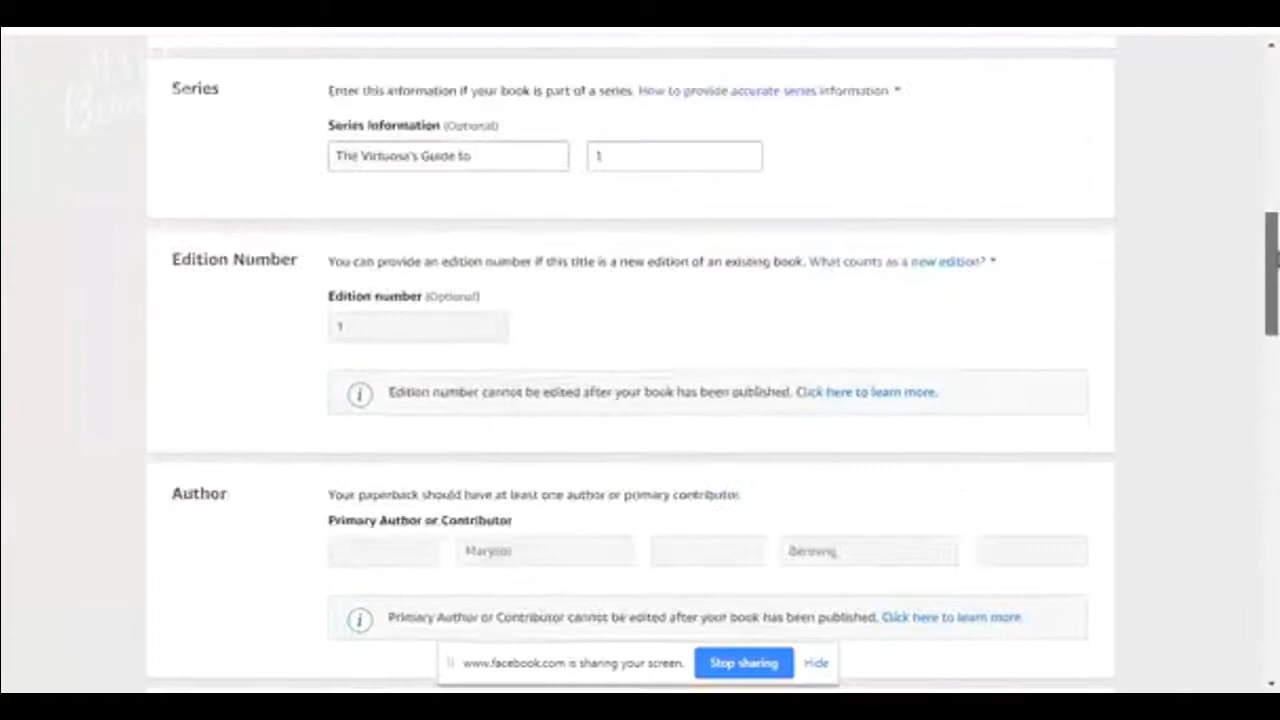 Series
Enter this information if your book is part of a series. How to provide accurate series information
Series Information (Optional)
The Virtuosa's Guide to
1
Edition Number
You can provide an edition number if this title is a new edition of an existing book. What counts as a new edition?
Edition number (Optional)
1
Edition number cannot be edited after your book has been published. Click here to learn more.
Author
Your paperback should have at least one author or primary contributor.
Primary Author or Contributor
Primary Author or Contributor cannot be edited after your book has been published. Click here to learn more.
www.facebook.com is sharing your screen.
Stop sharing
Hide